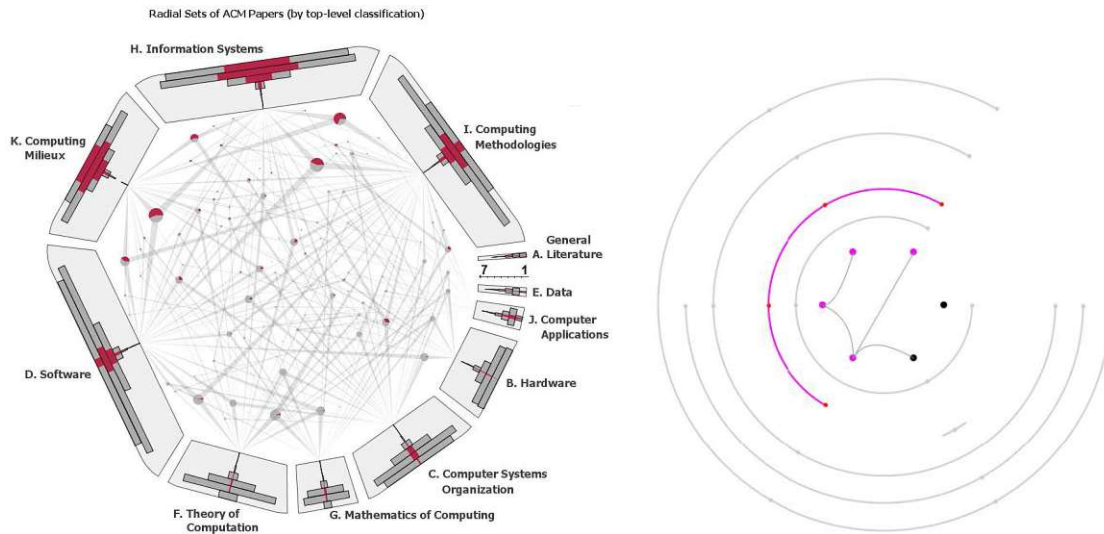 Radial Sets of ACM Papers (by top-level classification)
H. Information Systems
K. Computing
Milieux
I. Computing
Methodologies
General
A. Literature
7 1
E. Data
J. Computer
Applications
D. Software
B. Hardware
C. Computer Systems
Organization
F. Theory of
Computation
G. Mathematics of Computing